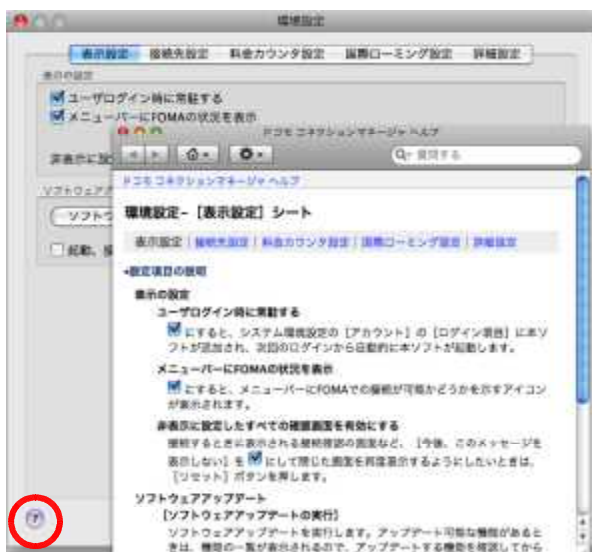 環境設定
表示設定 接続先設定 料金カウンタ設定 国際ローミング設定 詳細設定
表示の設定
ユーザログイン時に常駐する
メニューバーにFOMAの状況を表示
非表示に設
ソフトウェアア
ソフトウ
起動、接
ドコモ コネクションマネージャ ヘルプ
質問する
ドコモ コネクションマネージャ ヘルプ
環境設定-［表示設定］シート
表示設定 | 接続先設定 | 料金カウンタ設定 | 国際ローミング設定 | 詳細設定
•設定項目の説明
表示の設定
ユーザログイン時に常駐する
にすると、システム環境設定の［アカウント］の［ログイン項目］に本ソ
フトが追加され、次回のログインから自動的に本ソフトが起動します。
メニューバーにFOMAの状況を表示
にすると、メニューバーにFOMAでの接続が可能かどうかを示すアイコン
が表示されます。
非表示に設定したすべての確認画面を有効にする
接続するときに表示される接続確認の画面など、［今後、このメッセージを
表示しない］を にして閉じた画面を再度表示するようにしたいときは、
［リセット］ボタンを押します。
ソフトウェアアップデート
［ソフトウェアアップデートの実行］
ソフトウェアアップデートを実行します。アップデート可能な機能があると
きは、機能の一覧が表示されるので、アップデートする機能を確認してから
?